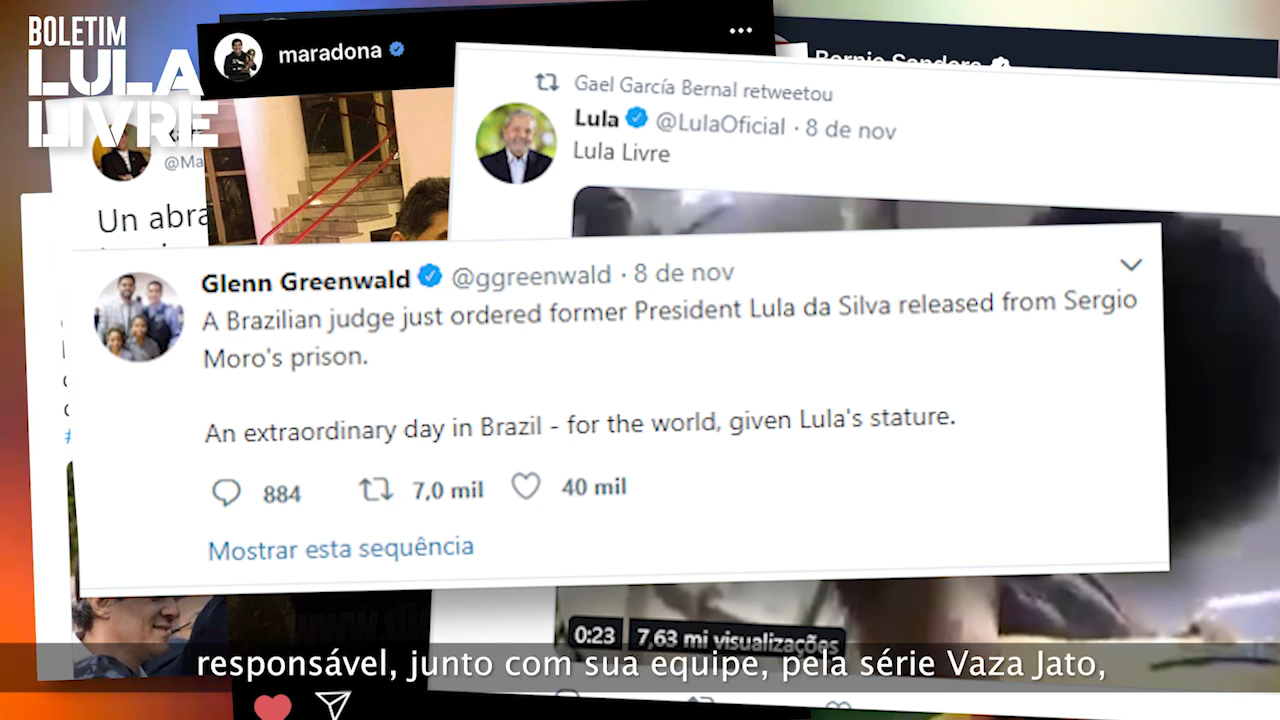 BOLETIM
LULA
LIVRE
maradona
Bernie Sanders
Gael García Bernal retweetou
Lula @LulaOficial · 8 de nov
Lula Livre
@Ma
Un abra
Glenn Greenwald @ggreenwald · 8 de nov
A Brazilian judge just ordered former President Lula da Silva released from Sergio
Moro's prison.
An extraordinary day in Brazil - for the world, given Lula's stature.
884 7,0 mil 40 mil
Mostrar esta sequência
#
0:23 7,63 mi visualizações
responsável, junto com sua equipe, pela série Vaza Jato,